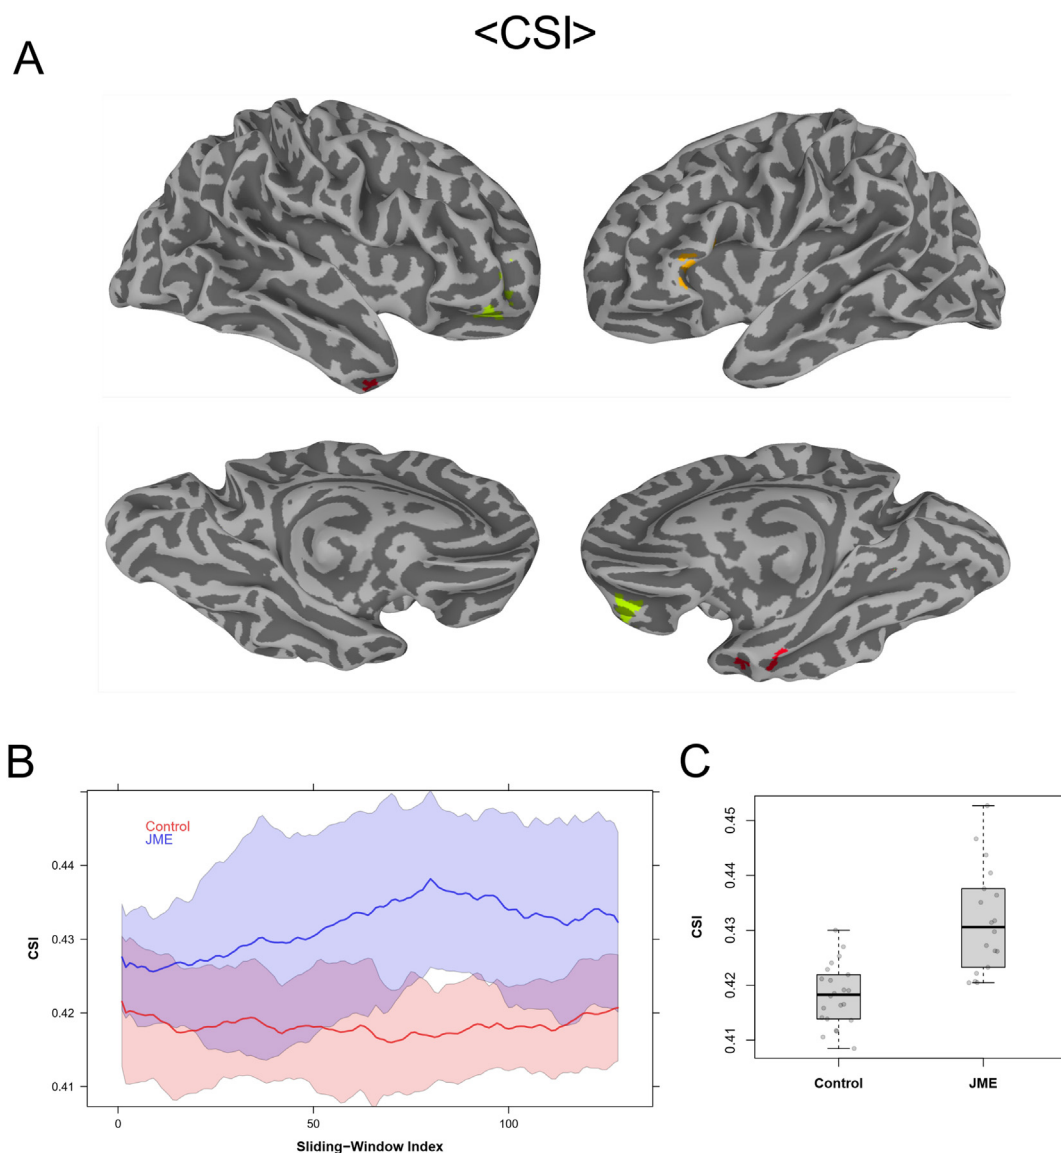 <CSI>
A
B
C
Control
JME
0.44
0.43
0.42
0.41
CSI
0
50
100
Sliding-Window Index
0.45
0.44
0.43
0.42
0.41
CSI
Control
JME